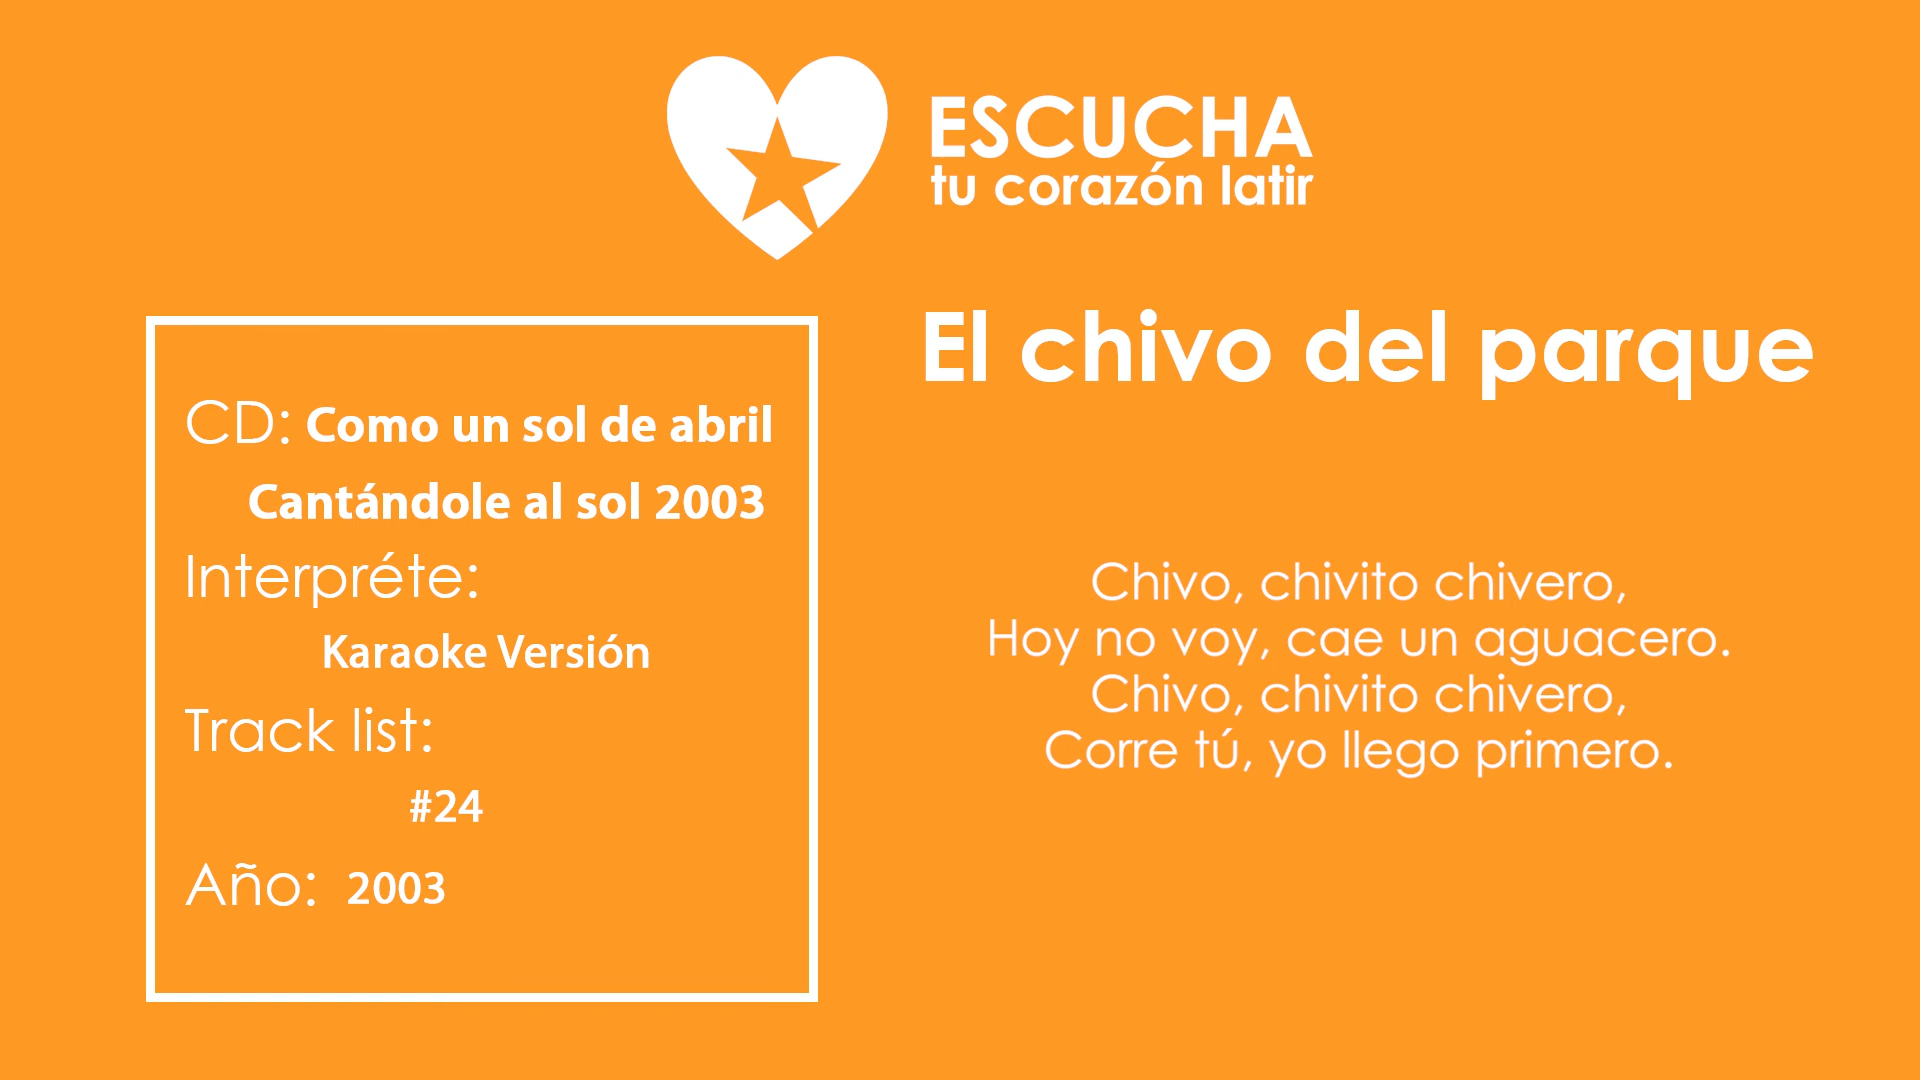 ESCUCHA
tu corazón latir
El chivo del parque
CD: Como un sol de abril
Cantándole al sol 2003
Interpréte:
Karaoke Versión
Track list:
#24
Año: 2003
Chivo, chivito chivero,
Hoy no voy, cae un aguacero.
Chivo, chivito chivero,
Corre tú, yo llego primero.